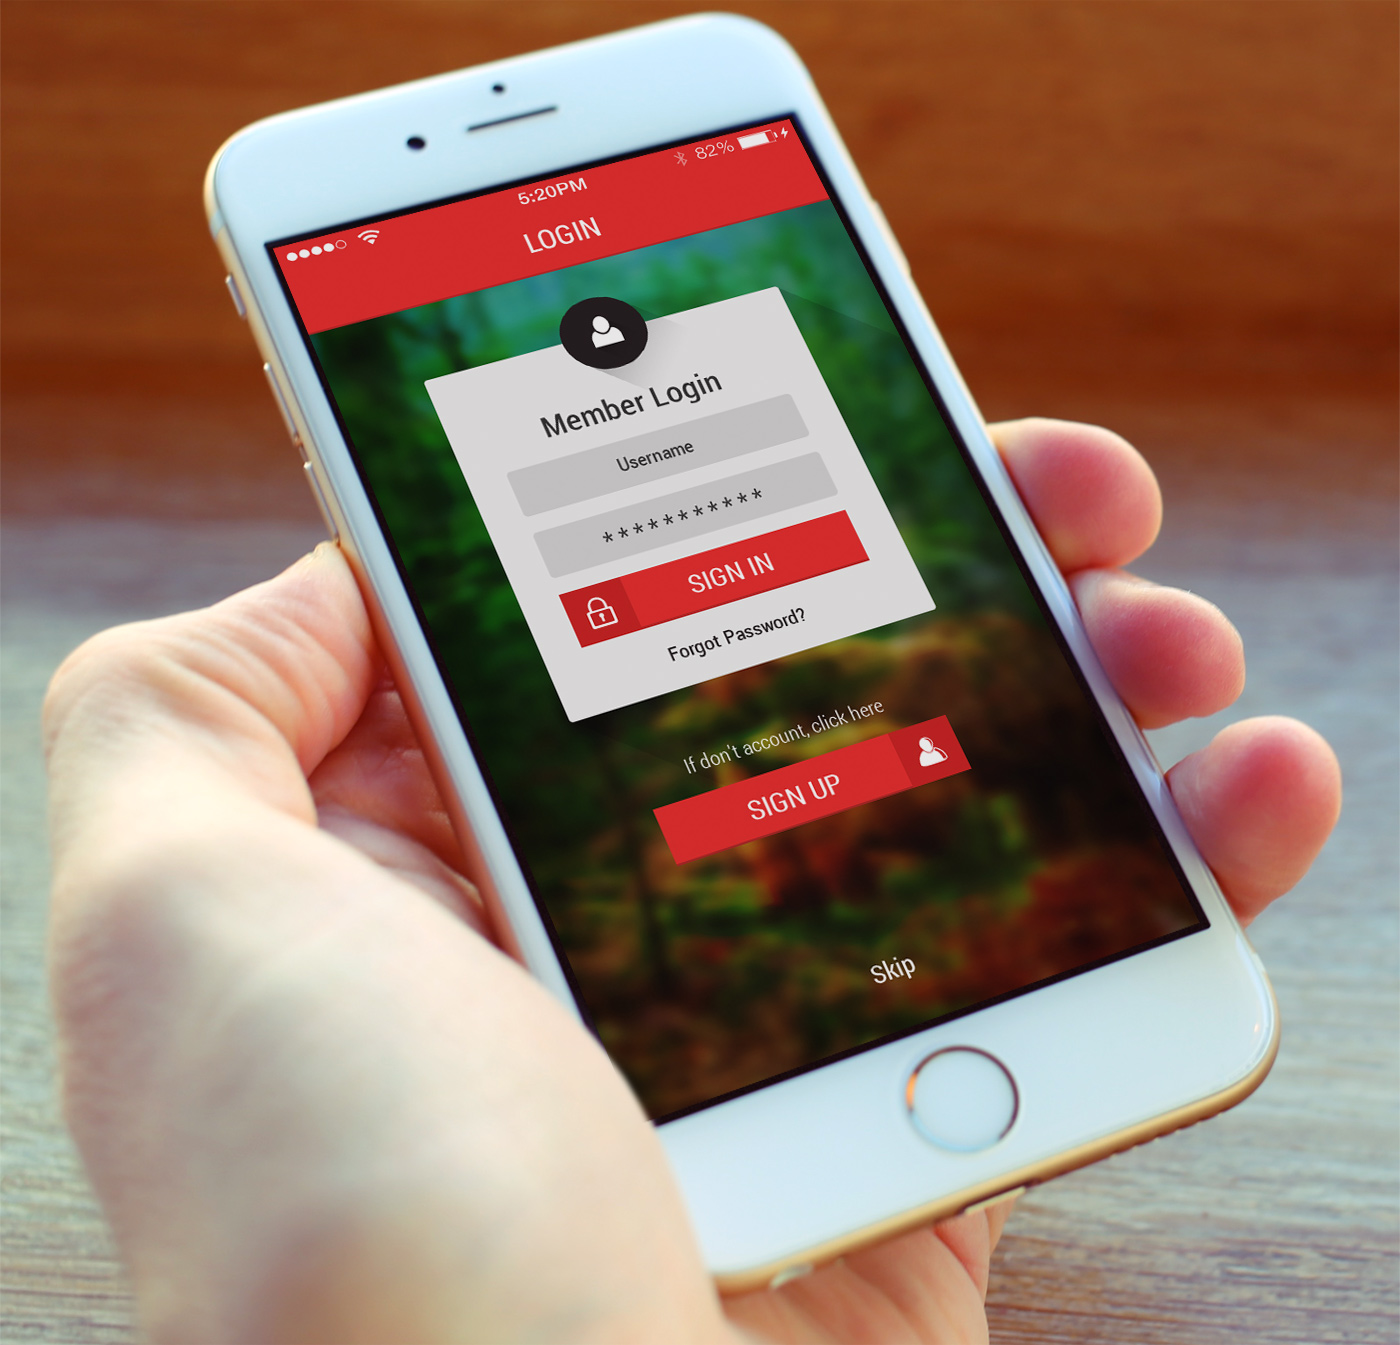 82%
5:20PM
LOGIN
Member Login
Username
***********
SIGN IN
Forgot Password?
If don't account, click here
SIGN UP
Skip